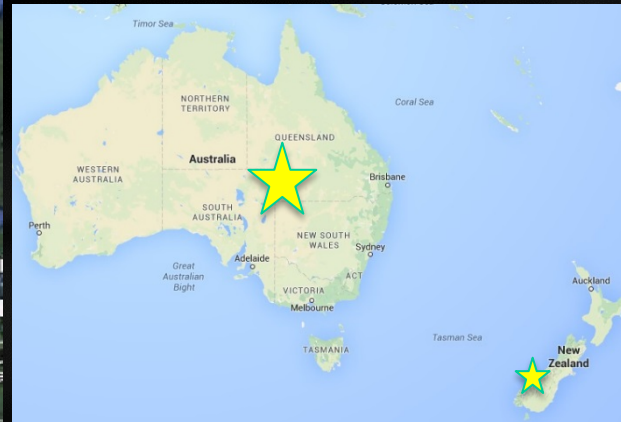 Timor Sea
NORTHERN
TERRITORY
Coral Sea
QUEENSLAND
Australia
WESTERN
AUSTRALIA
Brisbane
SOUTH
AUSTRALIA
Perth
NEW SOUTH
WALES
Sydney
Great
Australian
Bight
Adelaide
ACT
Auckland
VICTORIA
Melbourne
Tasman Sea
TASMANIA
New
Zealand